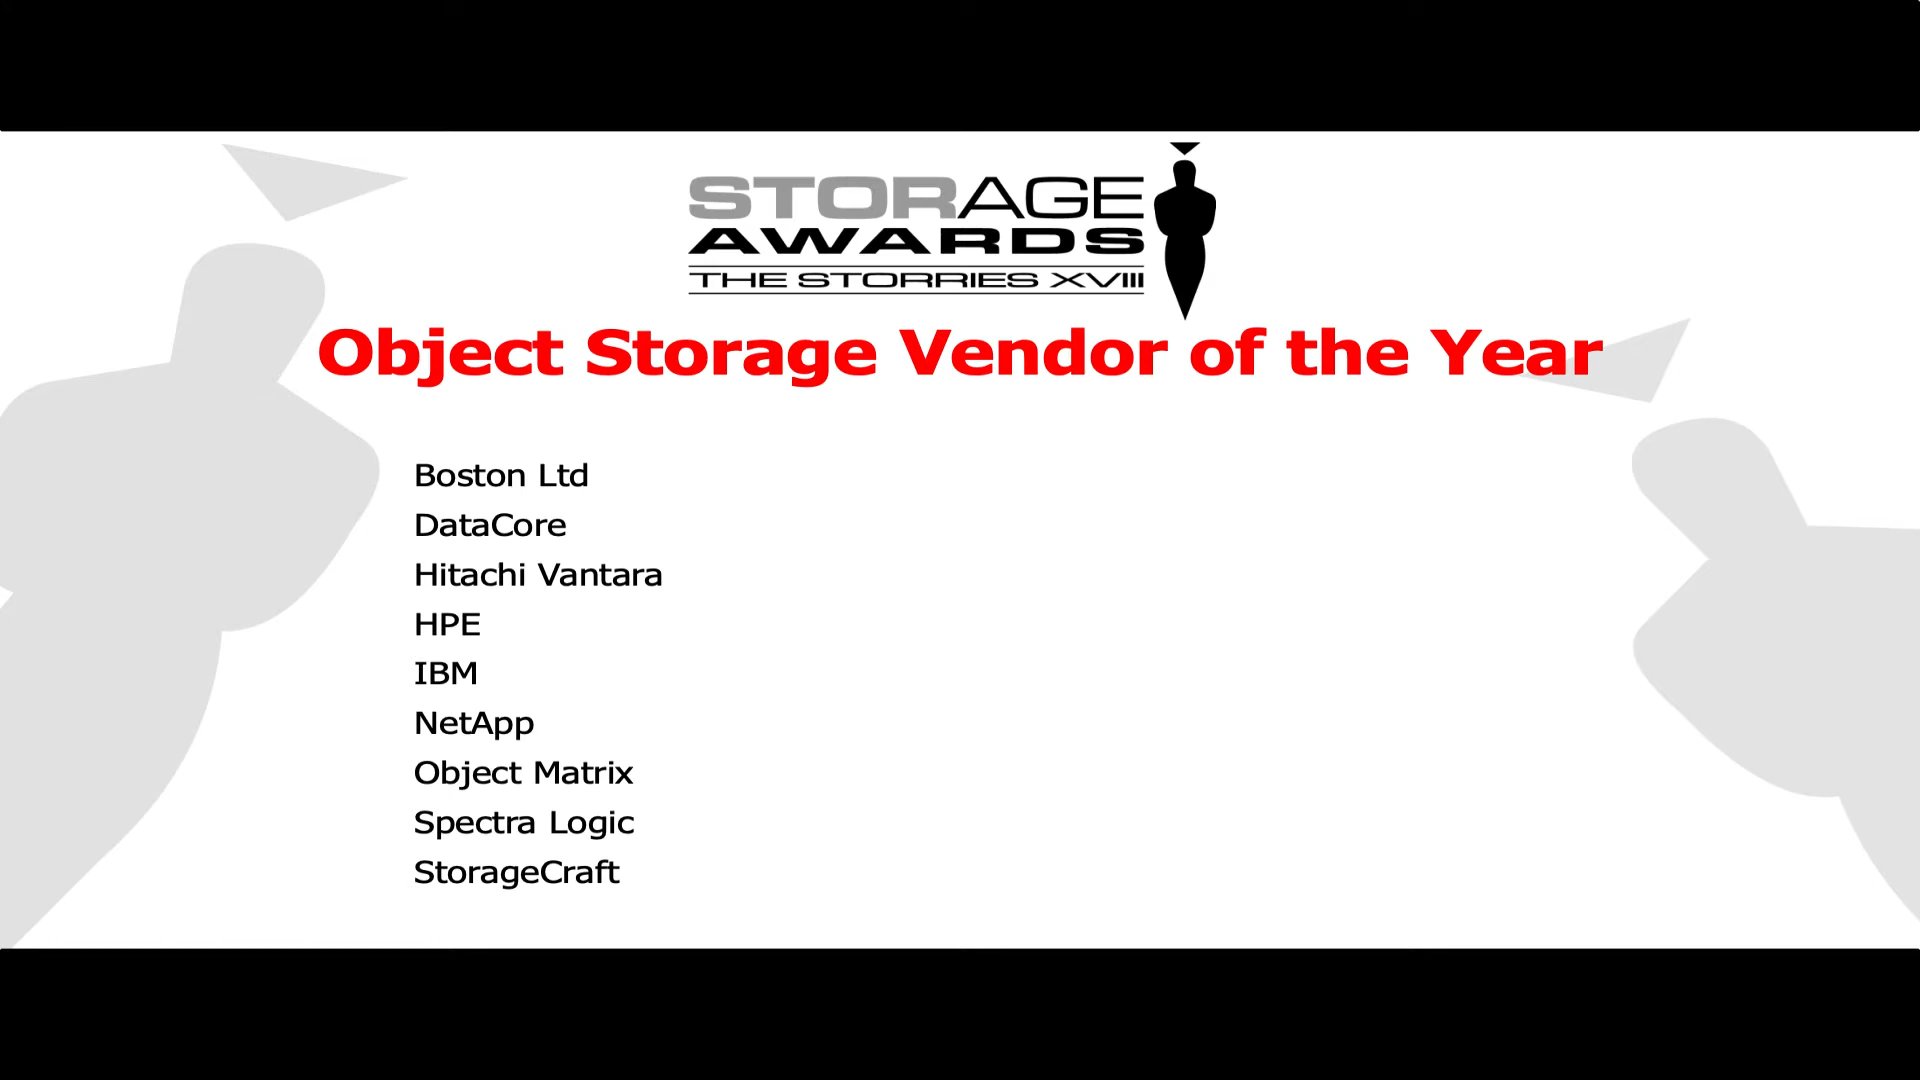 STORAGE
AWARDS
THE STORRIES XVIII
Object Storage Vendor of the Year
Boston Ltd
DataCore
Hitachi Vantara
HPE
IBM
NetApp
Object Matrix
Spectra Logic
StorageCraft